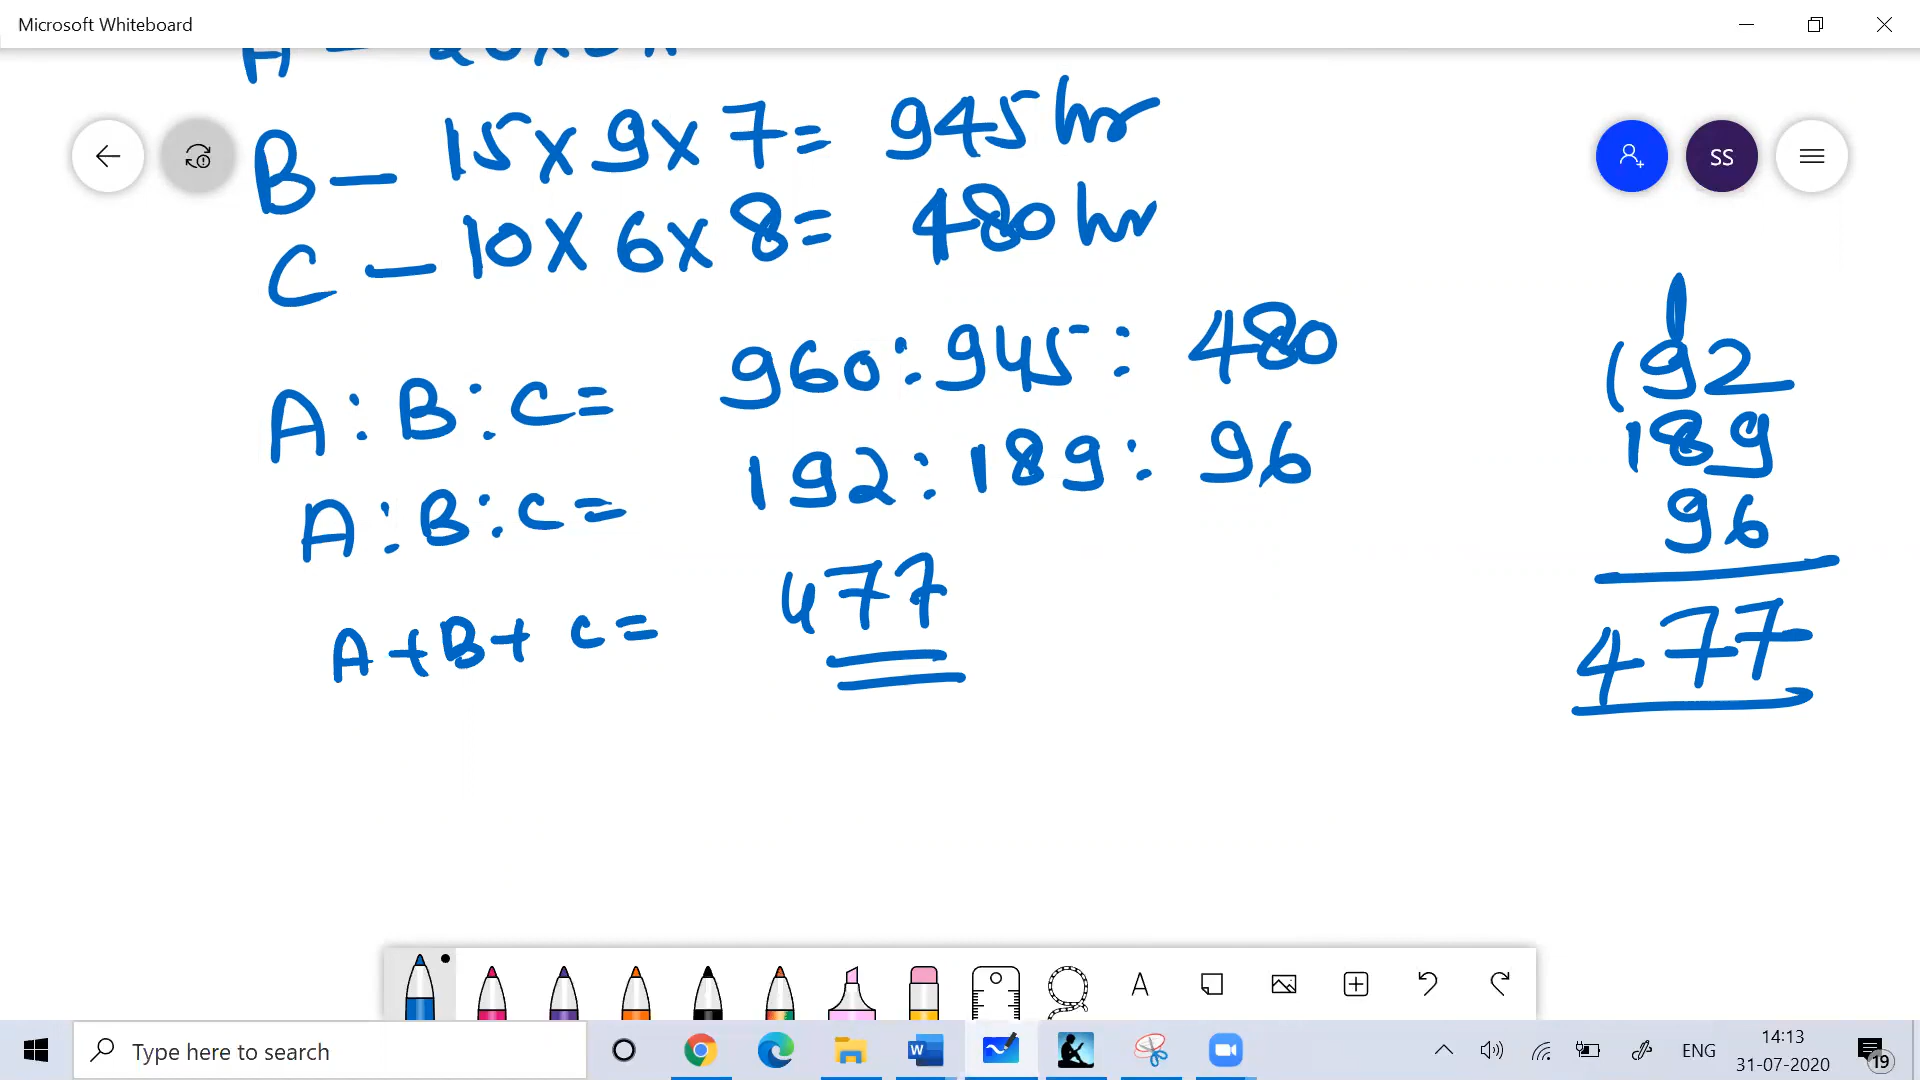 Microsoft Whiteboard
B - 15 x 9 x 7 = 945 hr
C - 10 x 6 x 8 = 480 hr
SS
A : B : C = 960 : 945 : 480
A : B : C = 192 : 189 : 96
A + B + C = 477
1
192
189
96
477
A
Type here to search
ENG
14:13
31-07-2020
19